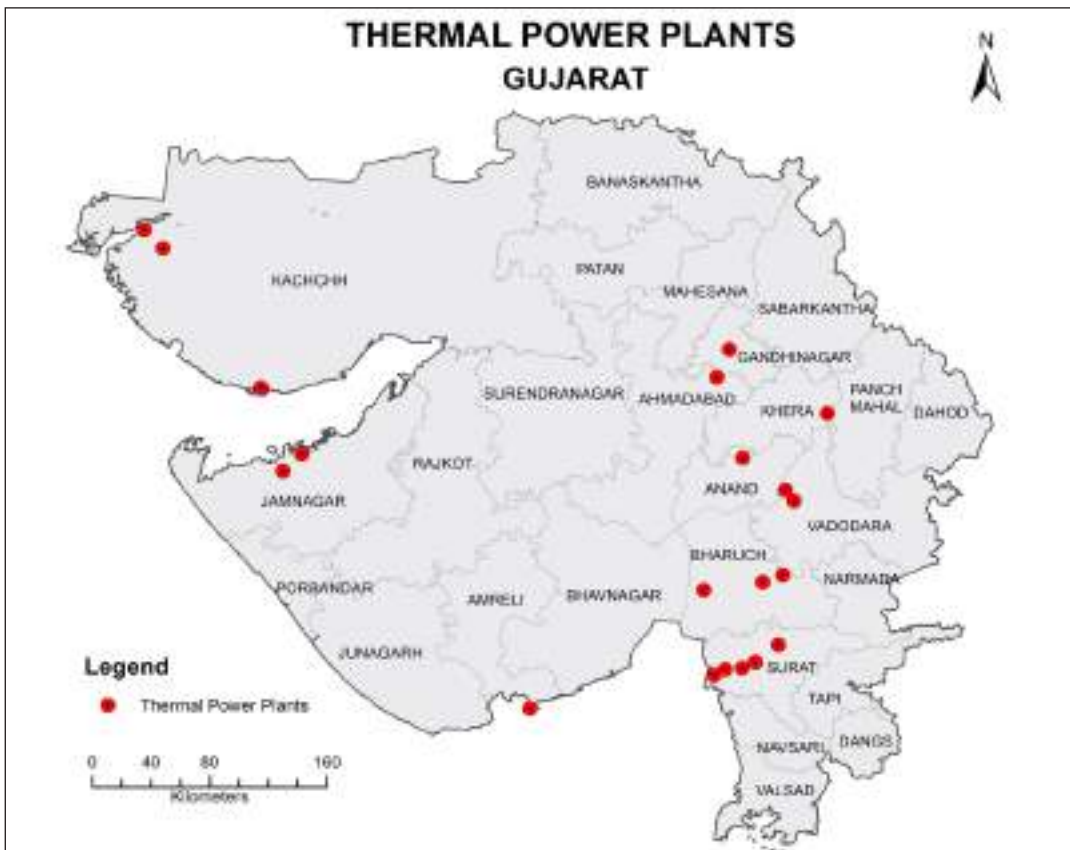 THERMAL POWER PLANTS
GUJARAT
N
BANASKANTHA
PATAN
KACHCHH
MAHESANA
SABARKANTHA
GANDHINAGAR
SURENDRANAGAR
AHMADABAD
KHERA
PANCH
MAHAL
DAHOD
RAJKOT
ANAND
JAMNAGAR
VADODARA
BHARUCH
NARMADA
PORBANDAR
AMRELI
BHAVNAGAR
JUNAGARH
SURAT
Legend
TAPI
Thermal Power Plants
NAVSARI
DANGS
0 40 80 160
Kilometers
VALSAD